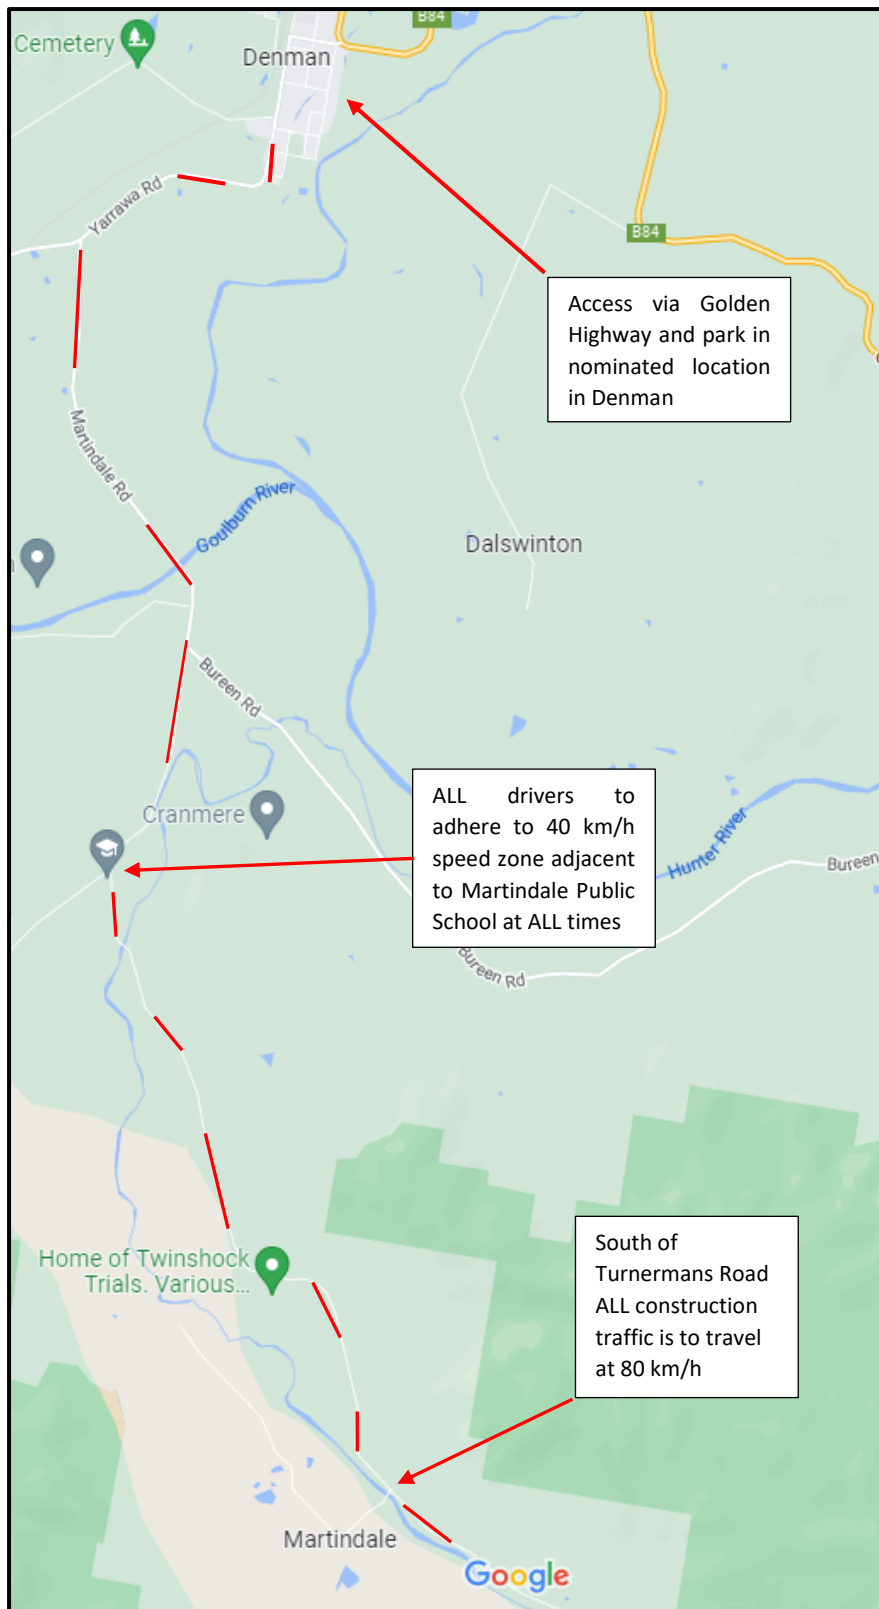 B84
Cemetery
Denman
Yarrawa Rd
B84
Access via Golden
Highway and park in
nominated location
in Denman
Martindale Rd
Goulburn River
Dalswinton
Bureen Rd
ALL drivers to
adhere to 40 km/h
speed zone adjacent
to Martindale Public
School at ALL times
Cranmere
Hunter River
Bureen
Bureen Rd
Home of Twinshock
Trials. Various...
South of
Turnermans Road
ALL construction
traffic is to travel
at 80 km/h
Martindale
Google